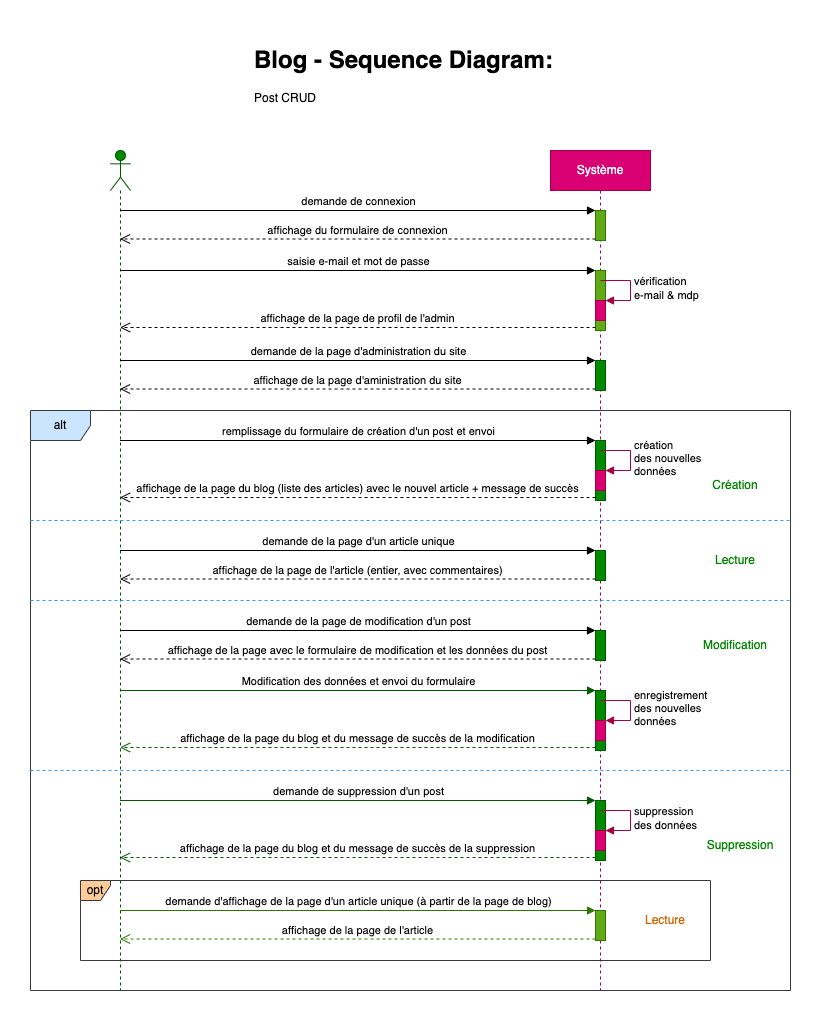 Blog - Sequence Diagram:
Post CRUD
Système
demande de connexion
affichage du formulaire de connexion
saisie e-mail et mot de passe
vérification
e-mail & mdp
affichage de la page de profil de l'admin
demande de la page d'administration du site
affichage de la page d'aministration du site
alt
remplissage du formulaire de création d'un post et envoi
création
des nouvelles
données
Création
affichage de la page du blog (liste des articles) avec le nouvel article + message de succès
demande de la page d'un article unique
Lecture
affichage de la page de l'article (entier, avec commentaires)
demande de la page de modification d'un post
Modification
affichage de la page avec le formulaire de modification et les données du post
Modification des données et envoi du formulaire
enregistrement
des nouvelles
données
affichage de la page du blog et du message de succès de la modification
demande de suppression d'un post
suppression
des données
Suppression
affichage de la page du blog et du message de succès de la suppression
opt
demande d'affichage de la page d'un article unique (à partir de la page de blog)
Lecture
affichage de la page de l'article